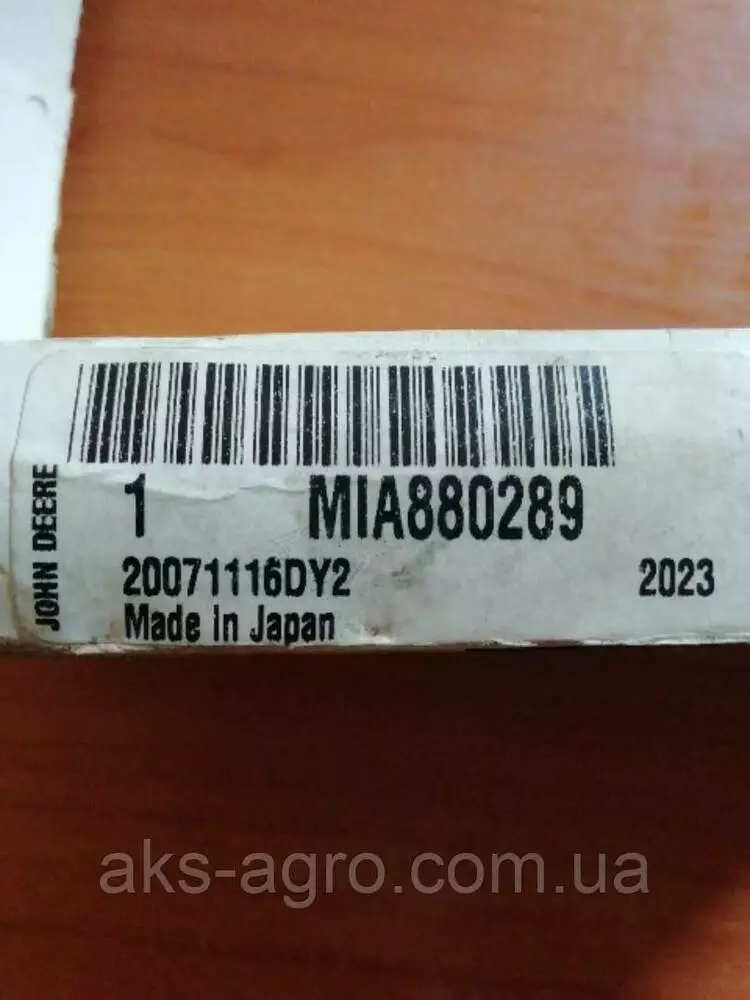 JOHN DEERE
1 MIA880289
20071116DY2 2023
Made in Japan
aks-agro.com.ua